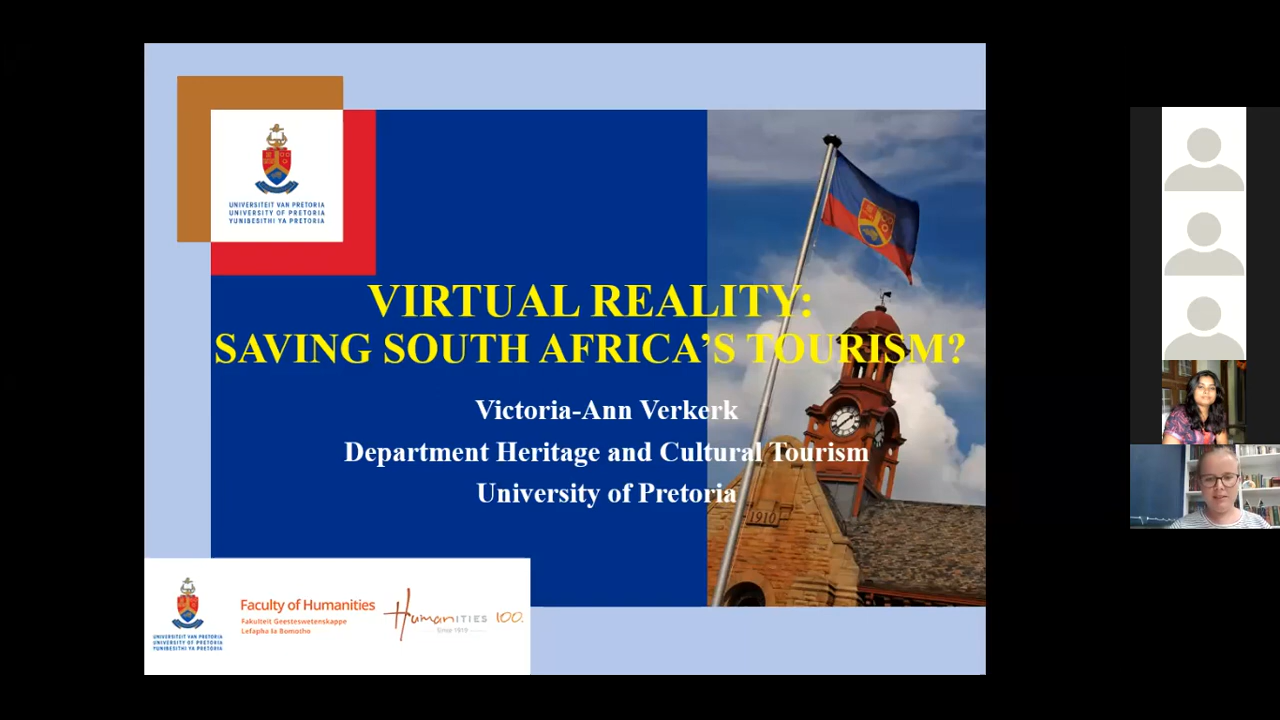 UNIVERSITEIT VAN PRETORIA
UNIVERSITY OF PRETORIA
YUNIBESITHI YA PRETORIA
VIRTUAL REALITY:
SAVING SOUTH AFRICA'S TOURISM?
Victoria-Ann Verkerk
Department Heritage and Cultural Tourism
University of Pretoria
1910
UNIVERSITEIT VAN PRETORIA
UNIVERSITY OF PRETORIA
YUNIBESITHI YA PRETORIA
Faculty of Humanities
Fakulteit Geesteswetenskappe
Lefapha la Bomotho
Humanities 100.
Since 1919